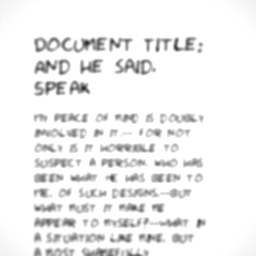 DOCUMENT TITLE:
AND HE SAID.
SPEAK
MY PEACE OF MIND IS DOUBLY
INVOLVED IN IT.-- FOR NOT
ONLY IS IT HORRIBLE TO
SUSPECT A PERSON, WHO HAS
BEEN WHAT HE HAS BEEN TO
ME, OF SUCH DESIGNS,--BUT
WHAT MUST IT MAKE ME
APPEAR TO MYSELF?--WHAT IN
A SITUATION LIKE MINE, BUT
A MOST SHAMEFULLY